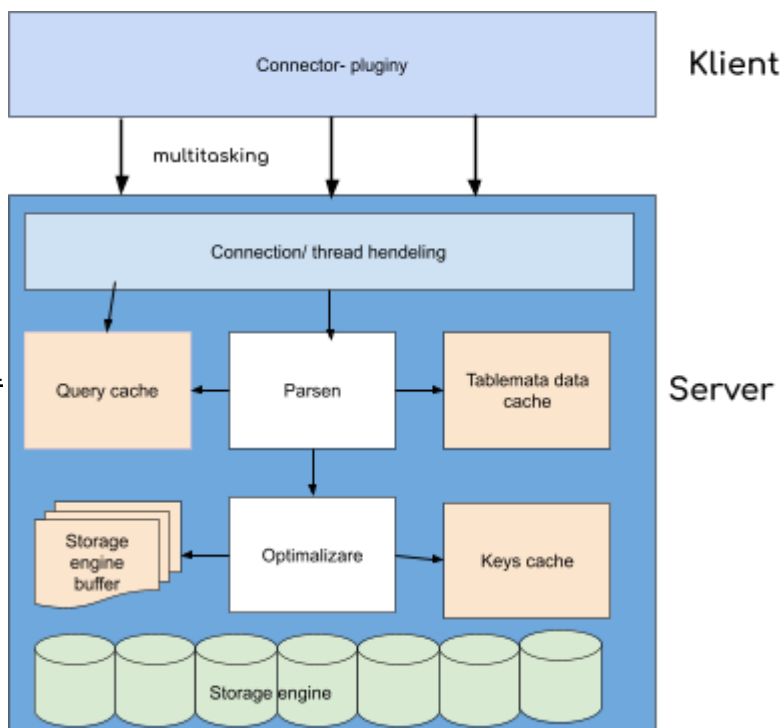 Connector- pluginy
Klient
multitasking
Connection/ thread hendeling
Query cache
Parsen
Tablemata data
cache
Server
Storage
engine
buffer
Optimalizare
Keys cache
Storage engine